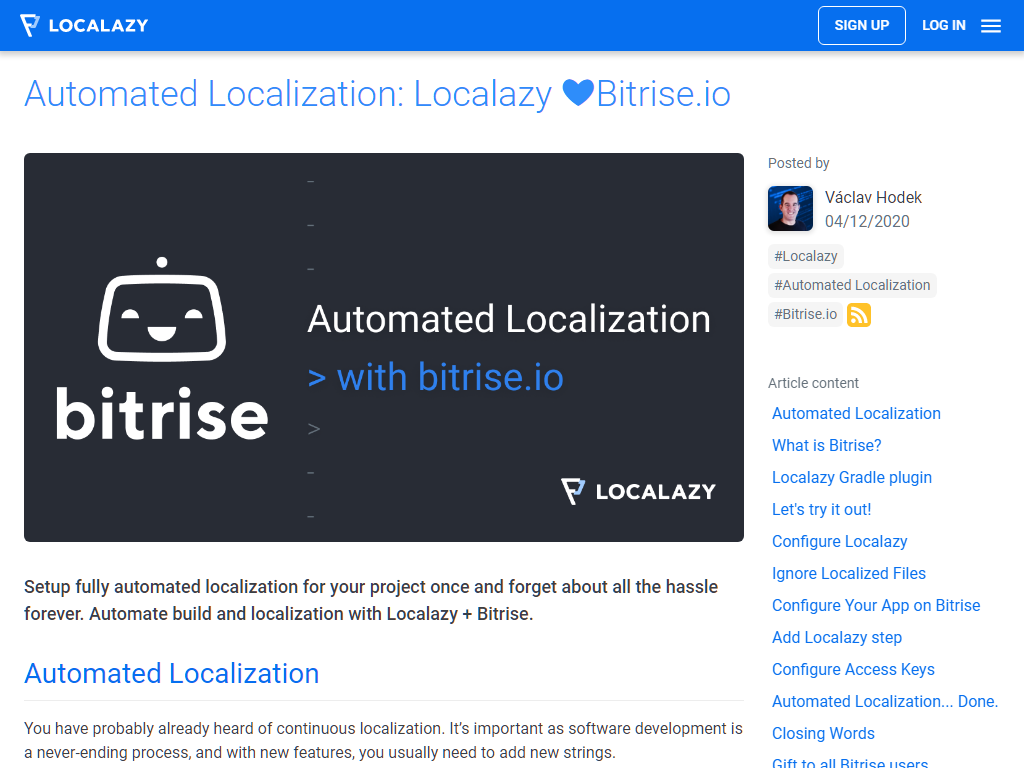 LOCALAZY
SIGN UP
LOG IN
Automated Localization: Localazy 💙Bitrise.io
bitrise
Automated Localization
> with bitrise.io
>
LOCALAZY
Posted by
Václav Hodek
04/12/2020
#Localazy
#Automated Localization
#Bitrise.io
Article content
Automated Localization
What is Bitrise?
Localazy Gradle plugin
Let's try it out!
Configure Localazy
Ignore Localized Files
Configure Your App on Bitrise
Add Localazy step
Configure Access Keys
Automated Localization... Done.
Closing Words
Gift to all Bitrise users
Setup fully automated localization for your project once and forget about all the hassle
forever. Automate build and localization with Localazy + Bitrise.
Automated Localization
You have probably already heard of continuous localization. It’s important as software development is
a never-ending process, and with new features, you usually need to add new strings.